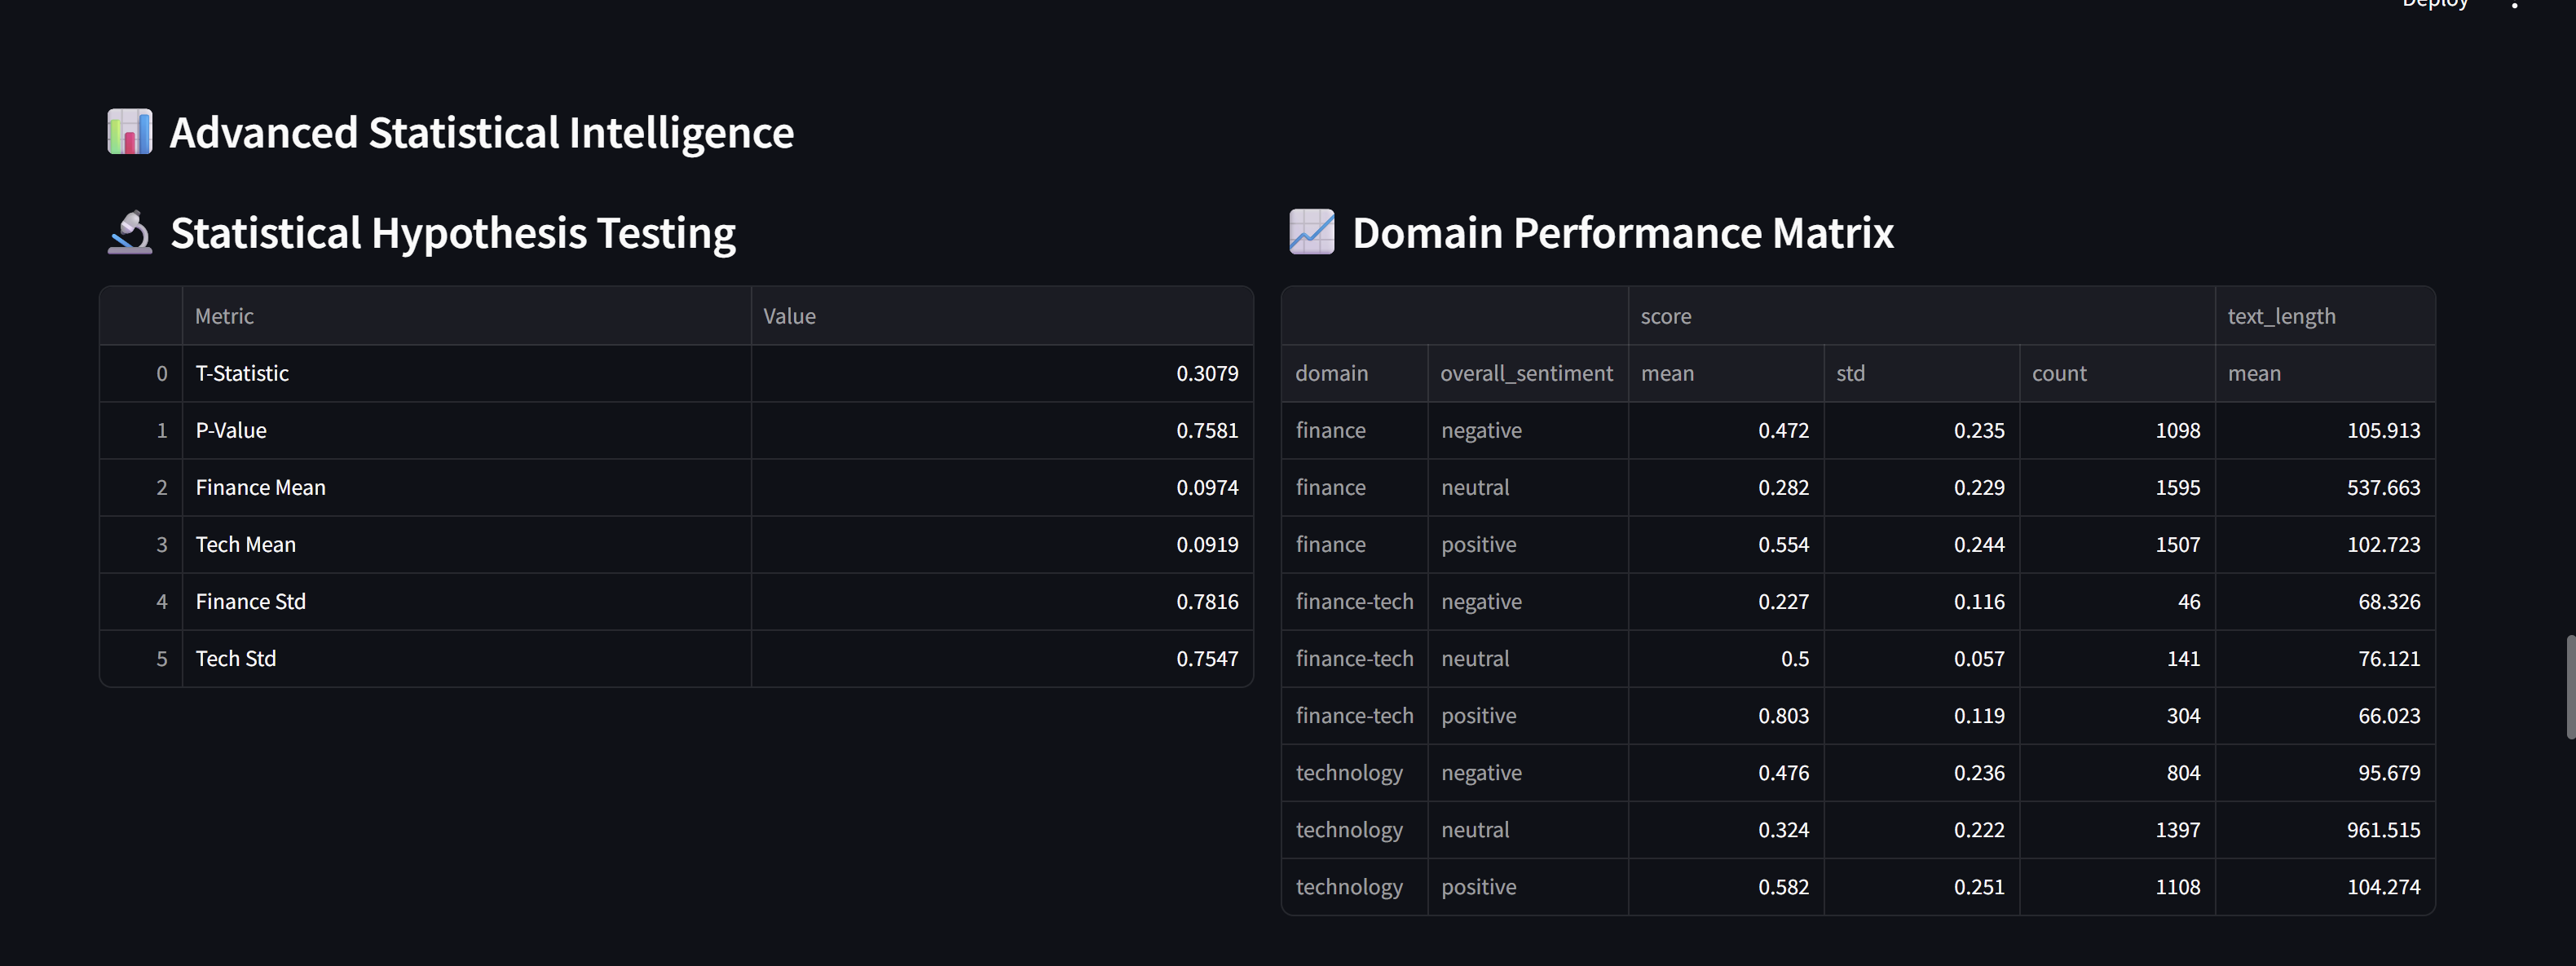 Deploy
Advanced Statistical Intelligence
Statistical Hypothesis Testing
Metric Value
0 T-Statistic 0.3079
1 P-Value 0.7581
2 Finance Mean 0.0974
3 Tech Mean 0.0919
4 Finance Std 0.7816
5 Tech Std 0.7547
Domain Performance Matrix
score text_length
domain overall_sentiment mean std count mean
finance negative 0.472 0.235 1098 105.913
finance neutral 0.282 0.229 1595 537.663
finance positive 0.554 0.244 1507 102.723
finance-tech negative 0.227 0.116 46 68.326
finance-tech neutral 0.5 0.057 141 76.121
finance-tech positive 0.803 0.119 304 66.023
technology negative 0.476 0.236 804 95.679
technology neutral 0.324 0.222 1397 961.515
technology positive 0.582 0.251 1108 104.274